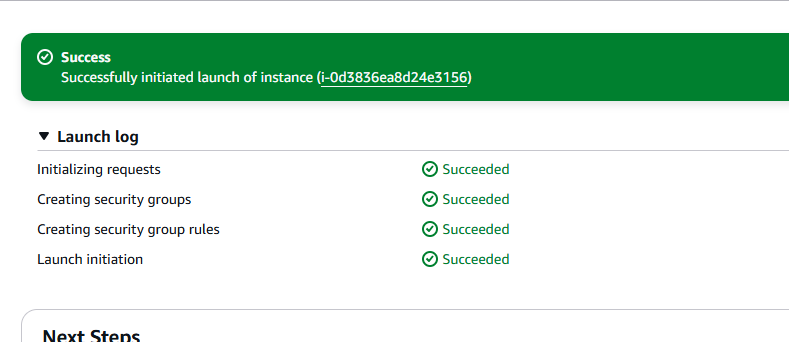 Success
Successfully initiated launch of instance (i-0d3836ea8d24e3156)
Launch log
Initializing requests Succeeded
Creating security groups Succeeded
Creating security group rules Succeeded
Launch initiation Succeeded
Next Steps